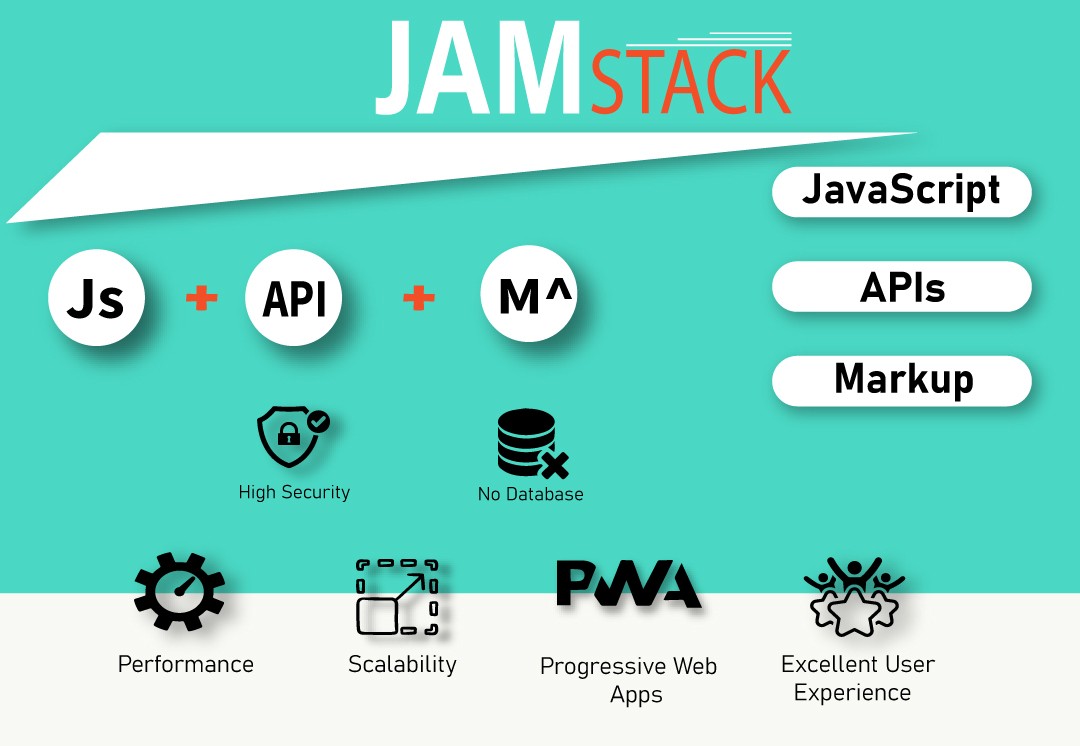 JAMSTACK
JavaScript
APIs
Markup
Js + API + M^
High Security
No Database
Performance
Scalability
PWA
Progressive Web
Apps
Excellent User
Experience